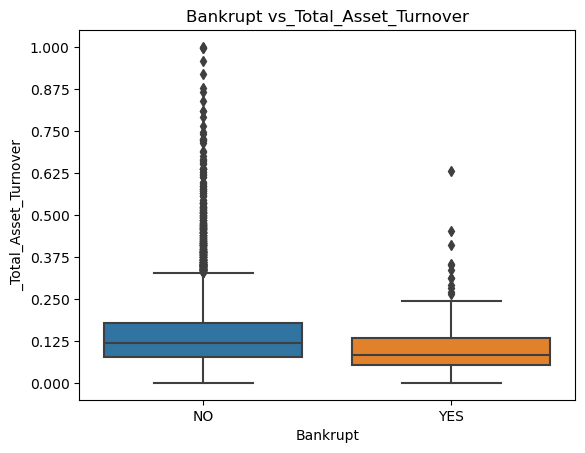 Bankrupt vs_Total_Asset_Turnover
1.000
0.875
0.750
0.625
0.500
0.375
0.250
0.125
0.000
_Total_Asset_Turnover
NO
YES
Bankrupt